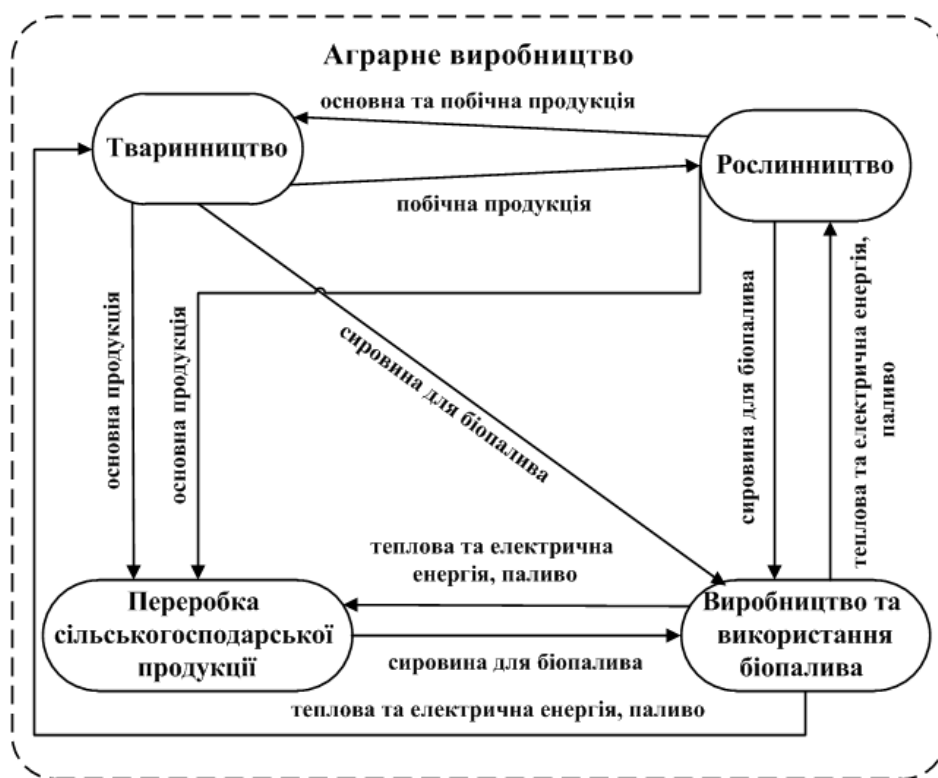 Аграрне виробництво
основна та побічна продукція
Тваринництво
Рослинництво
побічна продукція
основна продукція
основна продукція
сировина для біопалива
сировина для біопалива
теплова та електрична енергія,
паливо
теплова та електрична
енергія, паливо
Переробка
сільськогосподарської
продукції
Виробництво та
використання
біопалива
сировина для біопалива
теплова та електрична енергія, паливо